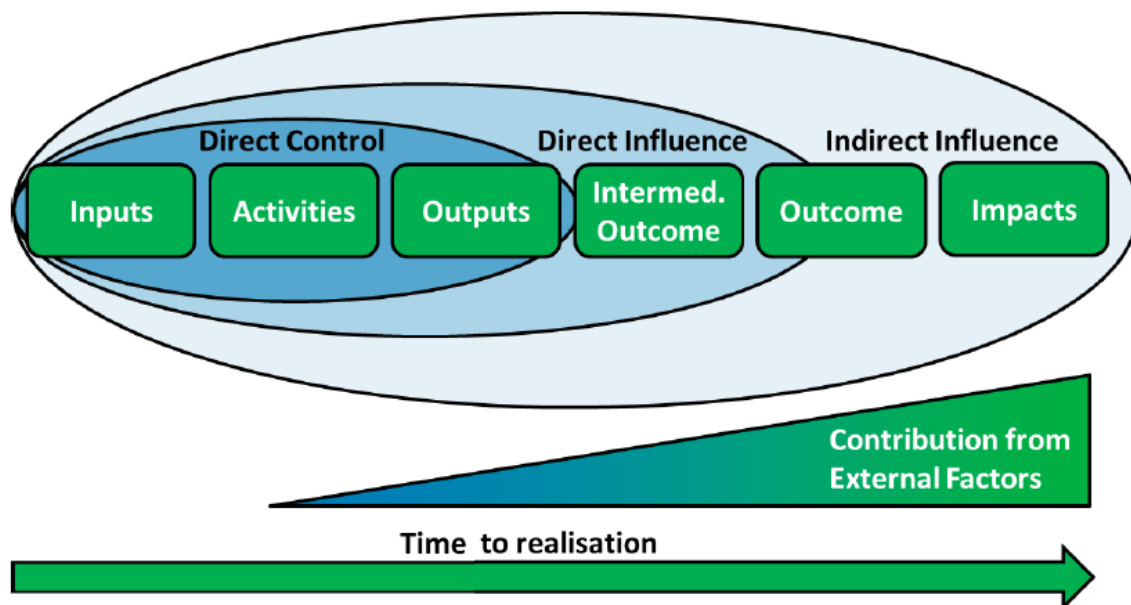 Direct Control
Direct Influence
Indirect Influence
Inputs
Activities
Outputs
Intermed.
Outcome
Outcome
Impacts
Contribution from
External Factors
Time to realisation